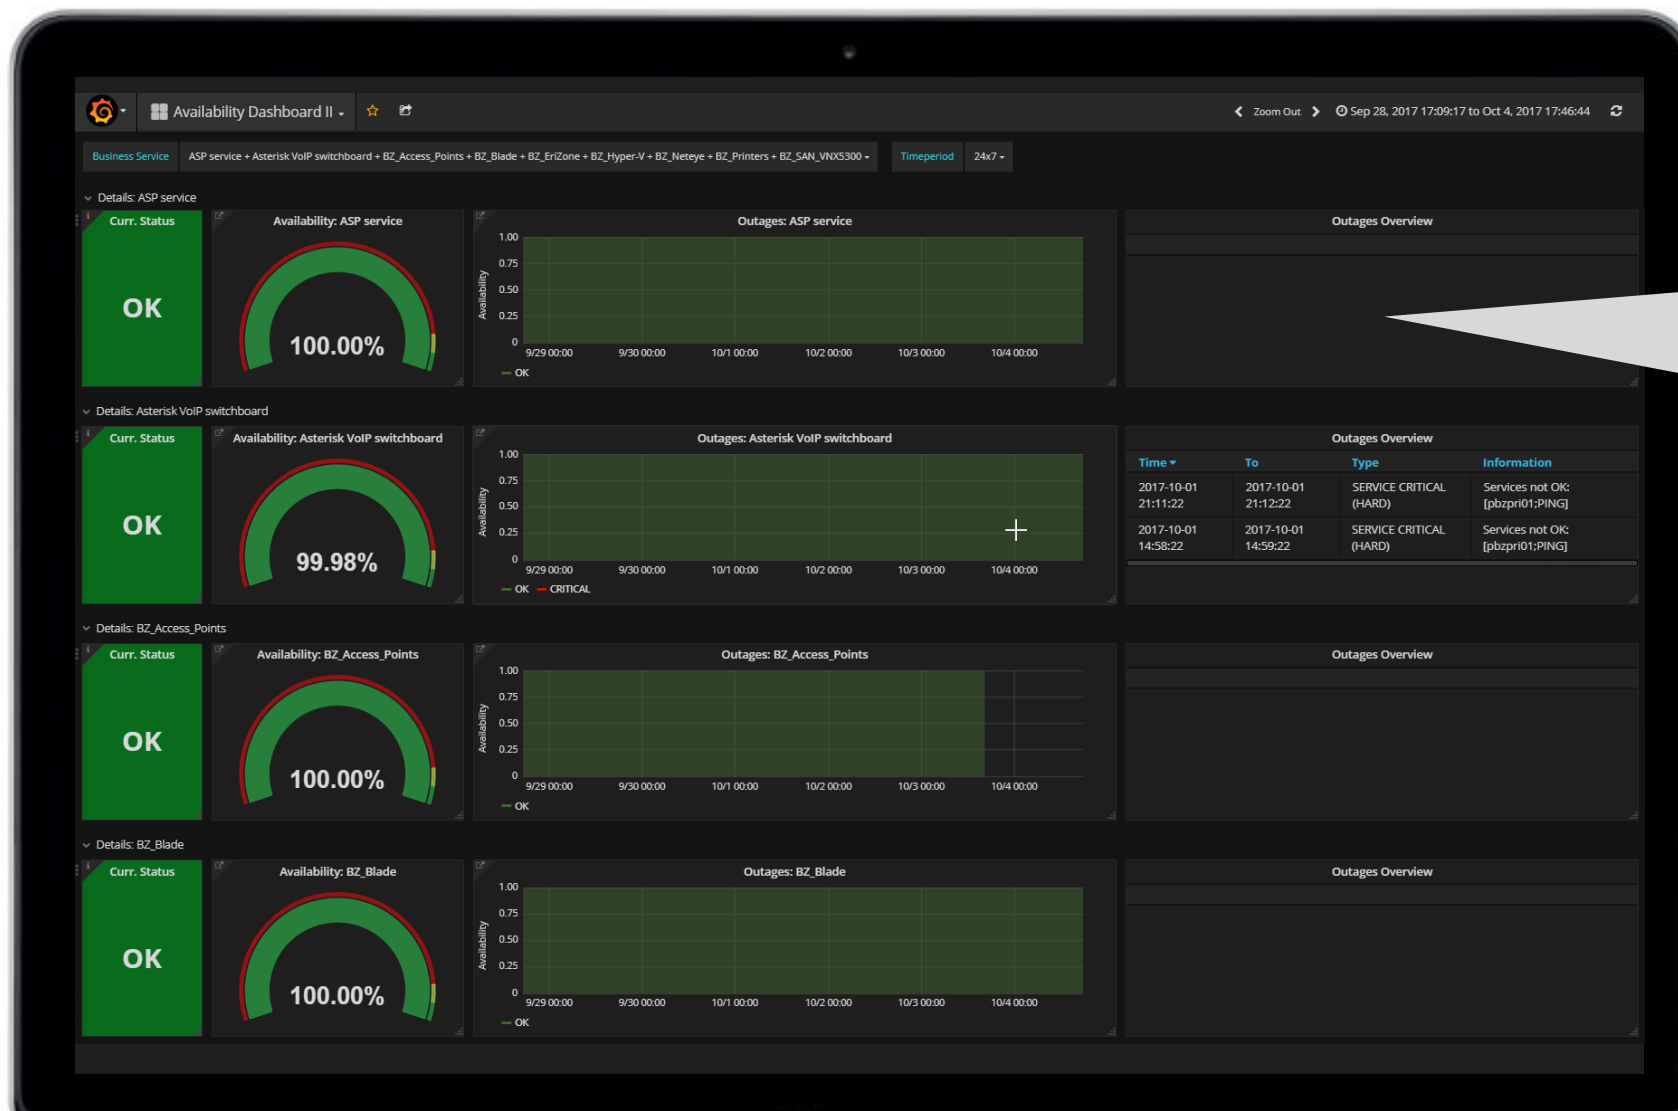 Availability Dashboard II
Zoom Out
Sep 28, 2017 17:09:17 to Oct 4, 2017 17:46:44
Business Service
ASP service + Asterisk VoIP switchboard + BZ_Access_Points + BZ_Blade + BZ_EriZone + BZ_Hyper-V + BZ_Neteye + BZ_Printers + BZ_SAN_VNX5300
Timeperiod
24x7
Details: ASP service
Curr. Status
OK
Availability: ASP service
100.00%
Outages: ASP service
Availability
1.00
0.75
0.50
0.25
0
9/29 00:00 9/30 00:00 10/1 00:00 10/2 00:00 10/3 00:00 10/4 00:00
OK
Outages Overview
Details: Asterisk VoIP switchboard
Curr. Status
OK
Availability: Asterisk VoIP switchboard
99.98%
Outages: Asterisk VoIP switchboard
Availability
1.00
0.75
0.50
0.25
0
9/29 00:00 9/30 00:00 10/1 00:00 10/2 00:00 10/3 00:00 10/4 00:00
OK CRITICAL
Outages Overview
Time To Type Information
2017-10-01 2017-10-01 SERVICE CRITICAL Services not OK:
21:11:22 21:12:22 (HARD) [pbzpri01;PING]
2017-10-01 2017-10-01 SERVICE CRITICAL Services not OK:
14:58:22 14:59:22 (HARD) [pbzpri01;PING]
Details: BZ_Access_Points
Curr. Status
OK
Availability: BZ_Access_Points
100.00%
Outages: BZ_Access_Points
Availability
1.00
0.75
0.50
0.25
0
9/29 00:00 9/30 00:00 10/1 00:00 10/2 00:00 10/3 00:00 10/4 00:00
OK
Outages Overview
Details: BZ_Blade
Curr. Status
OK
Availability: BZ_Blade
100.00%
Outages: BZ_Blade
Availability
1.00
0.75
0.50
0.25
0
9/29 00:00 9/30 00:00 10/1 00:00 10/2 00:00 10/3 00:00 10/4 00:00
OK
Outages Overview